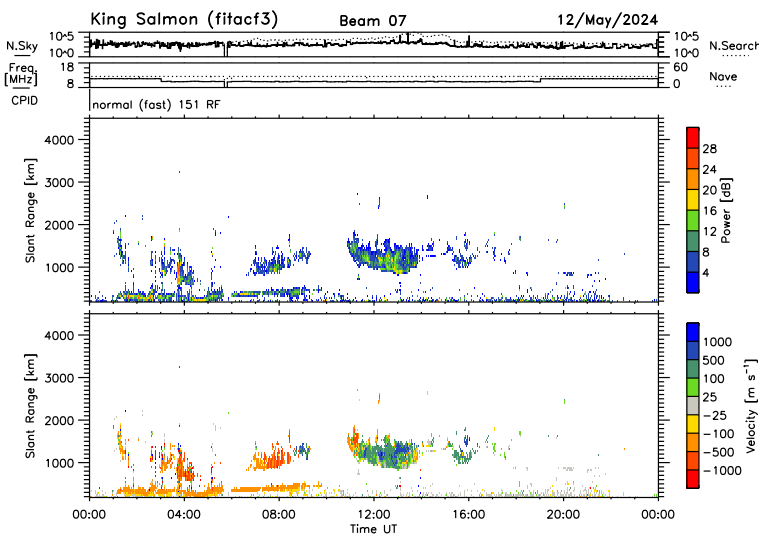 King Salmon (fitacf3) Beam 07 12/May/2024
N.Sky 10^5 10^0 10^5 10^0 N.Search
Freq. [MHz] 18 8 60 0 Nave
CPID normal (fast) 151 RF
Slant Range [km]
4000
3000
2000
1000
Power [dB]
28
24
20
16
12
8
4
Slant Range [km]
4000
3000
2000
1000
Velocity [m s⁻¹]
1000
500
100
25
−25
−100
−500
−1000
00:00 04:00 08:00 12:00 16:00 20:00 00:00
Time UT